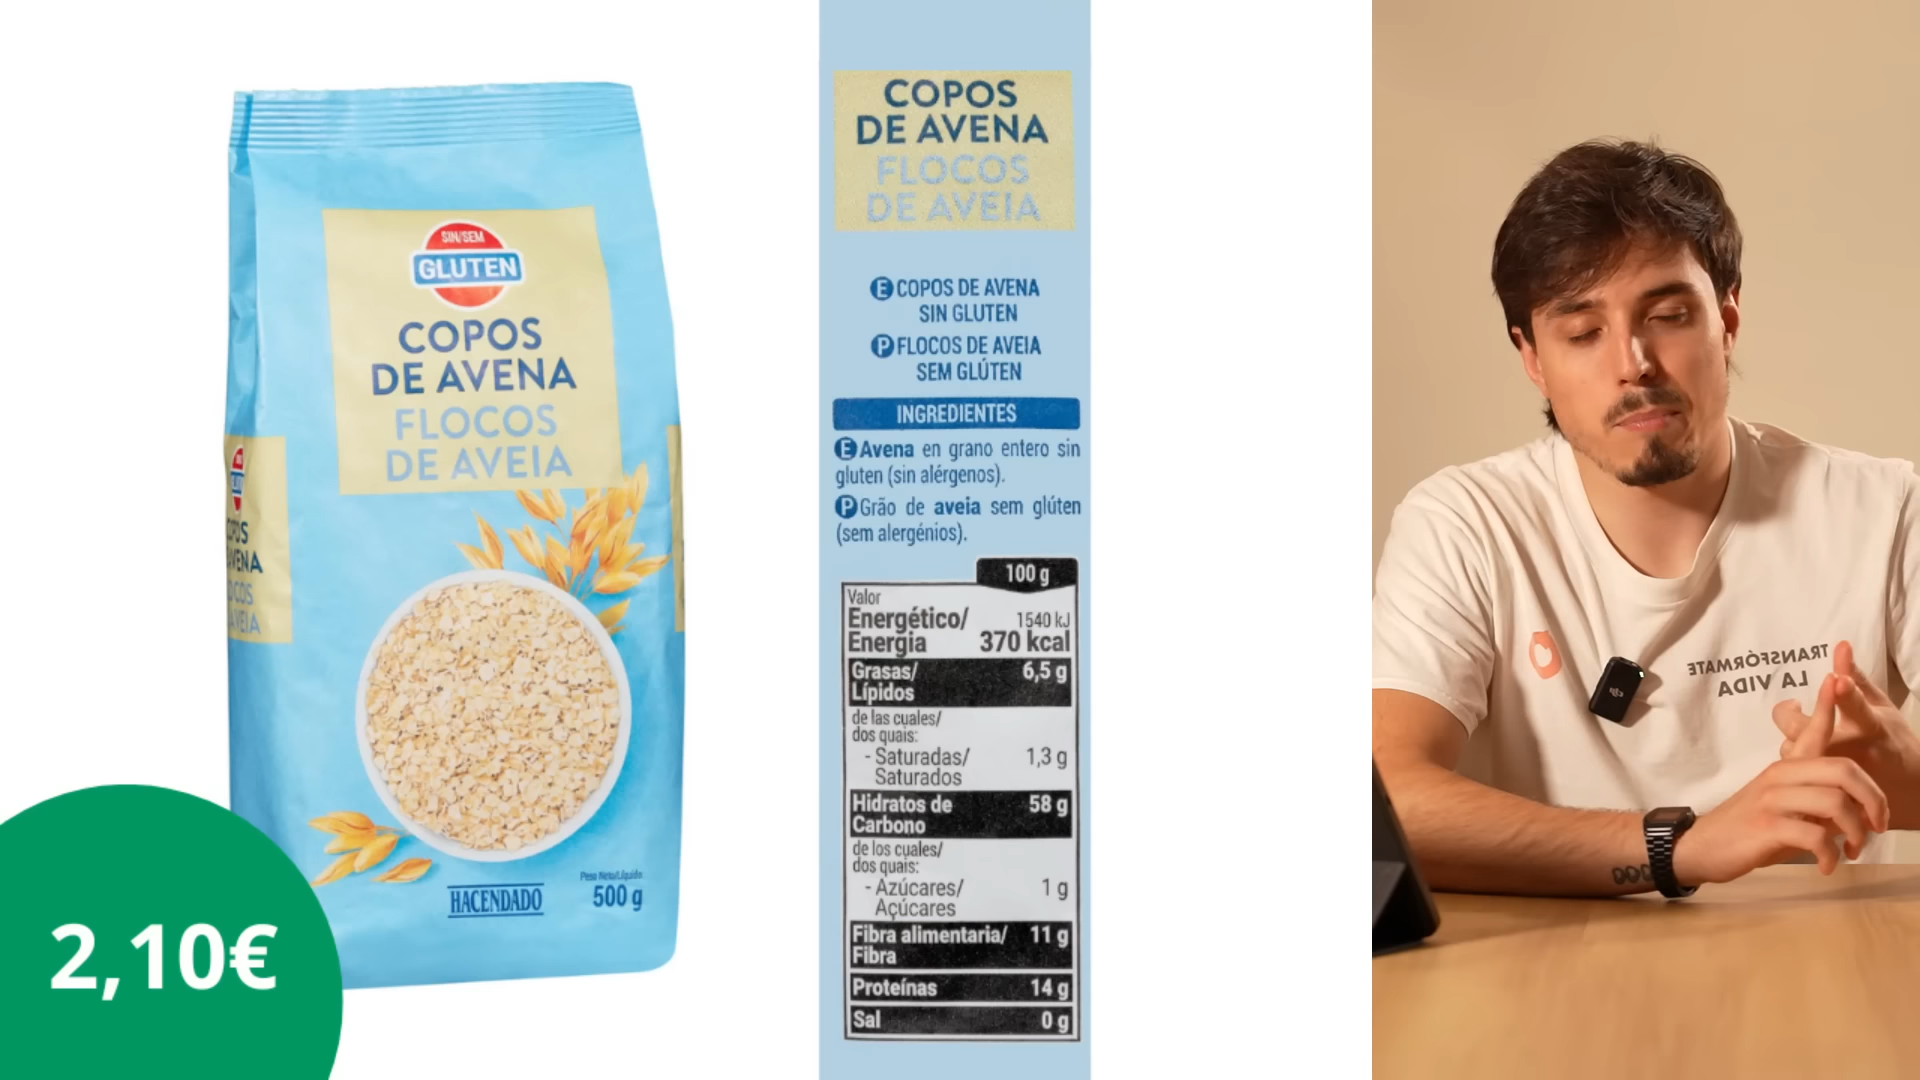 SIN/SEM
GLUTEN
COPOS
DE AVENA
FLOCOS
DE AVEIA
COPOS
AVENA
HACENDADO
Peso Neto/Líquido
500 g
2,10€
COPOS
DE AVENA
FLOCOS
DE AVEIA
E COPOS DE AVENA
SIN GLUTEN
P FLOCOS DE AVEIA
SEM GLÚTEN
INGREDIENTES
E Avena en grano entero sin
gluten (sin alérgenos).
P Grão de aveia sem glúten
(sem alergénios).
100 g
Valor
Energético/ 1540 kJ
Energia 370 kcal
Grasas/ 6,5 g
Lípidos
de las cuales/
dos quais:
- Saturadas/ 1,3 g
Saturados
Hidratos de 58 g
Carbono
de los cuales/
dos quais:
- Azúcares/ 1 g
Açúcares
Fibra alimentaria/ 11 g
Fibra
Proteínas 14 g
Sal 0 g
TRANSFÓRMATE
LA VIDA